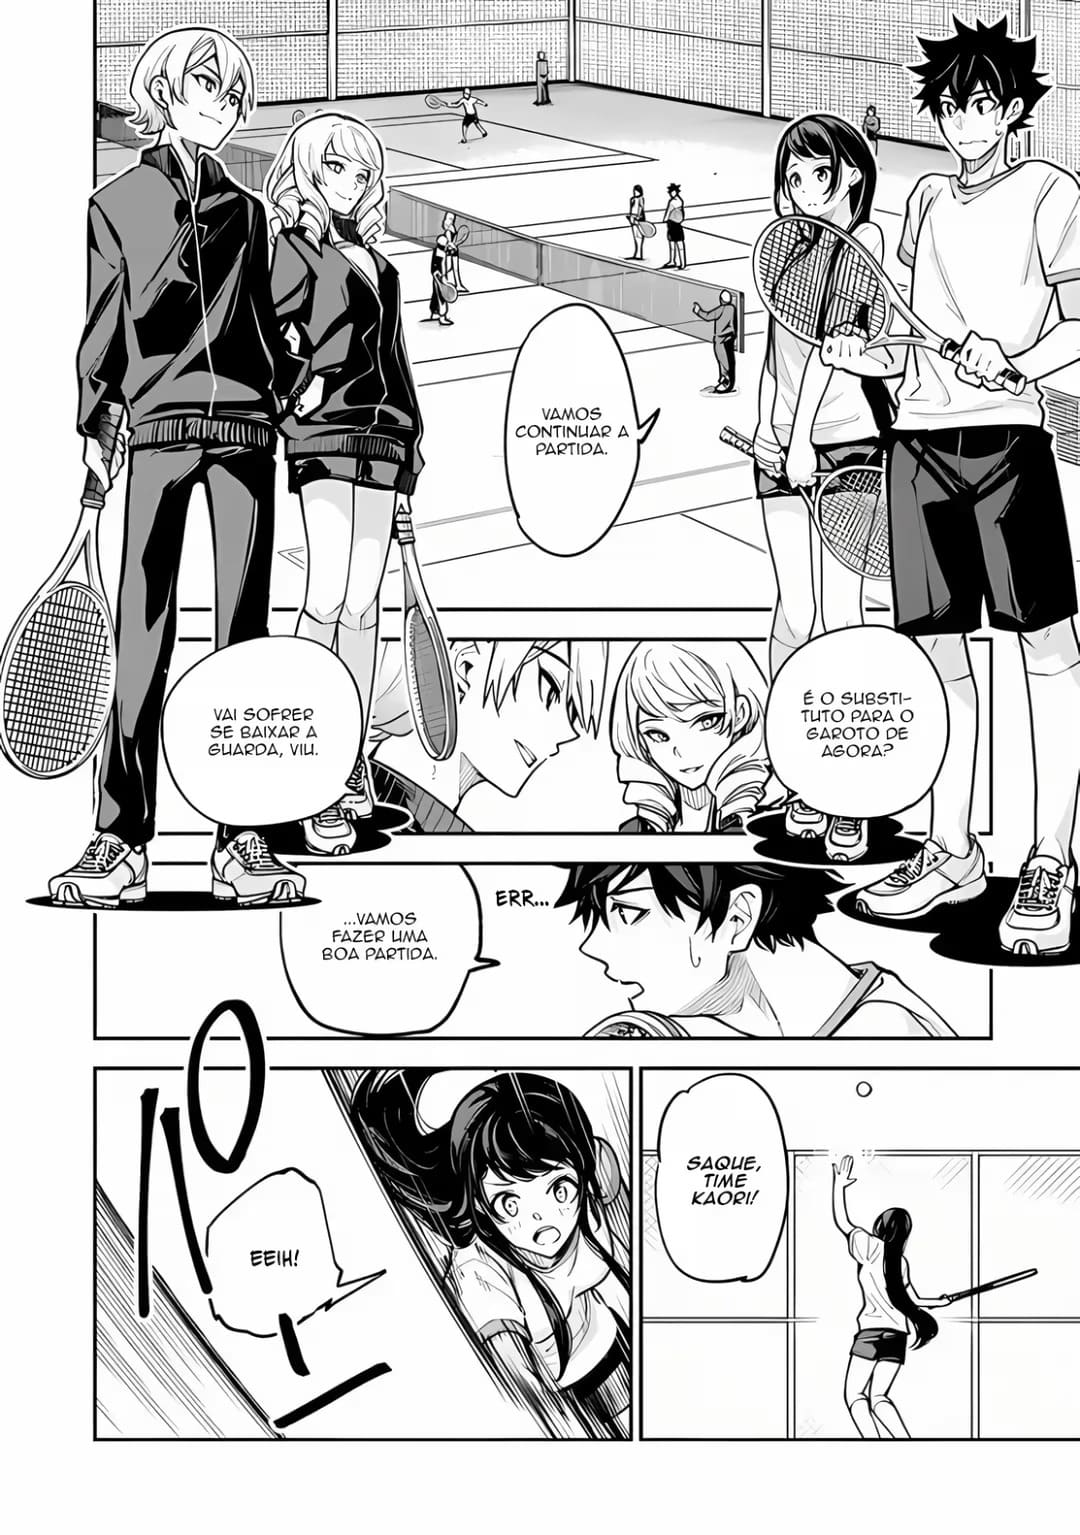 VAMOS
CONTINUAR A
PARTIDA.
É O SUBSTI-
TUTO PARA O
GAROTO DE
AGORA?
VAI SOFRER
SE BAIXAR A
GUARDA, VIU.
ERR...
...VAMOS
FAZER UMA
BOA PARTIDA.
SAQUE,
TIME
KAORI!
EEIH!